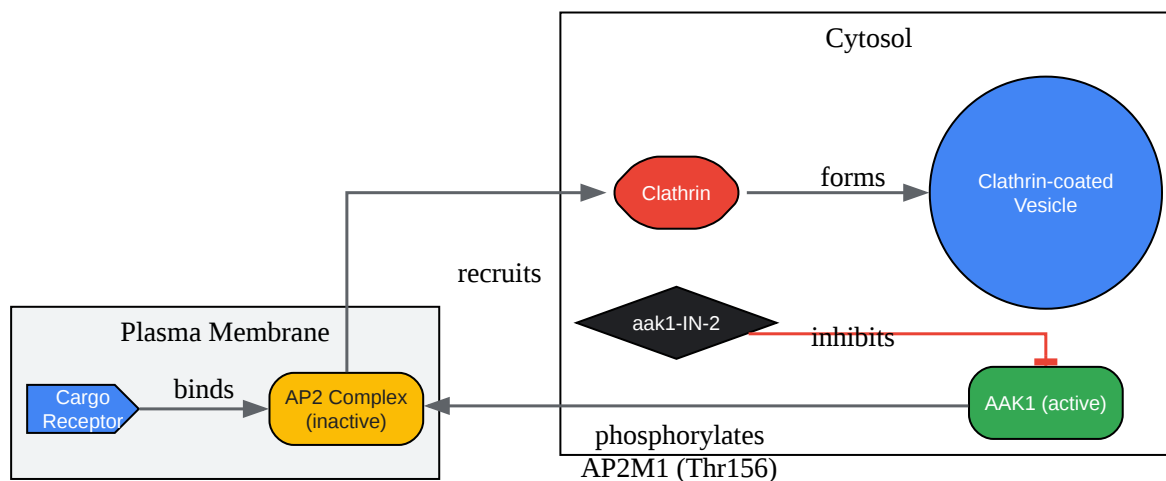 Cytosol
Clathrin
forms
Clathrin-coated
Vesicle
recruits
aak1-IN-2
inhibits
Plasma Membrane
Cargo
Receptor
binds
AP2 Complex
(inactive)
AAK1 (active)
phosphorylates
AP2M1 (Thr156)